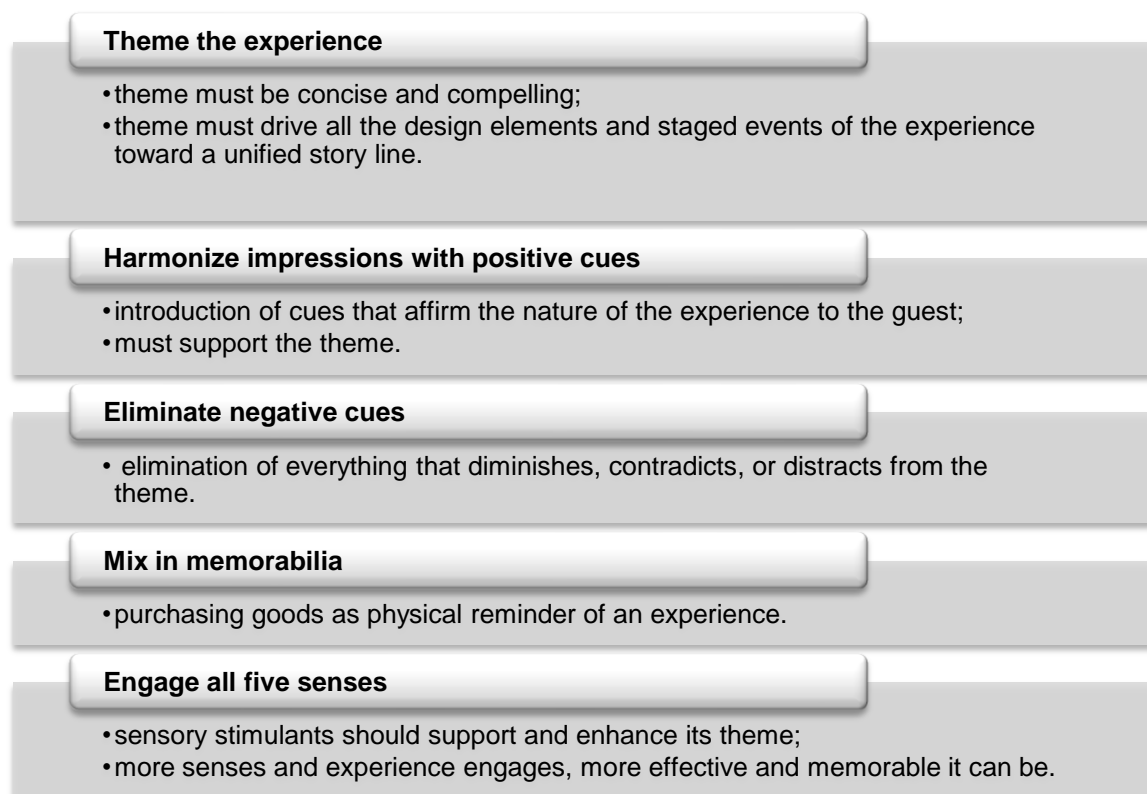 Theme the experience
•theme must be concise and compelling;
•theme must drive all the design elements and staged events of the experience
toward a unified story line.
Harmonize impressions with positive cues
•introduction of cues that affirm the nature of the experience to the guest;
•must support the theme.
Eliminate negative cues
• elimination of everything that diminishes, contradicts, or distracts from the
theme.
Mix in memorabilia
•purchasing goods as physical reminder of an experience.
Engage all five senses
•sensory stimulants should support and enhance its theme;
•more senses and experience engages, more effective and memorable it can be.